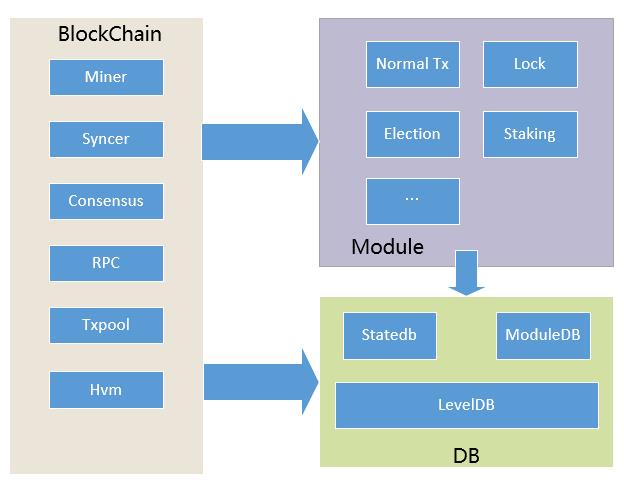 BlockChain
Miner
Syncer
Consensus
RPC
Txpool
Hvm
Normal Tx
Lock
Election
Staking
...
Module
Statedb
ModuleDB
LevelDB
DB